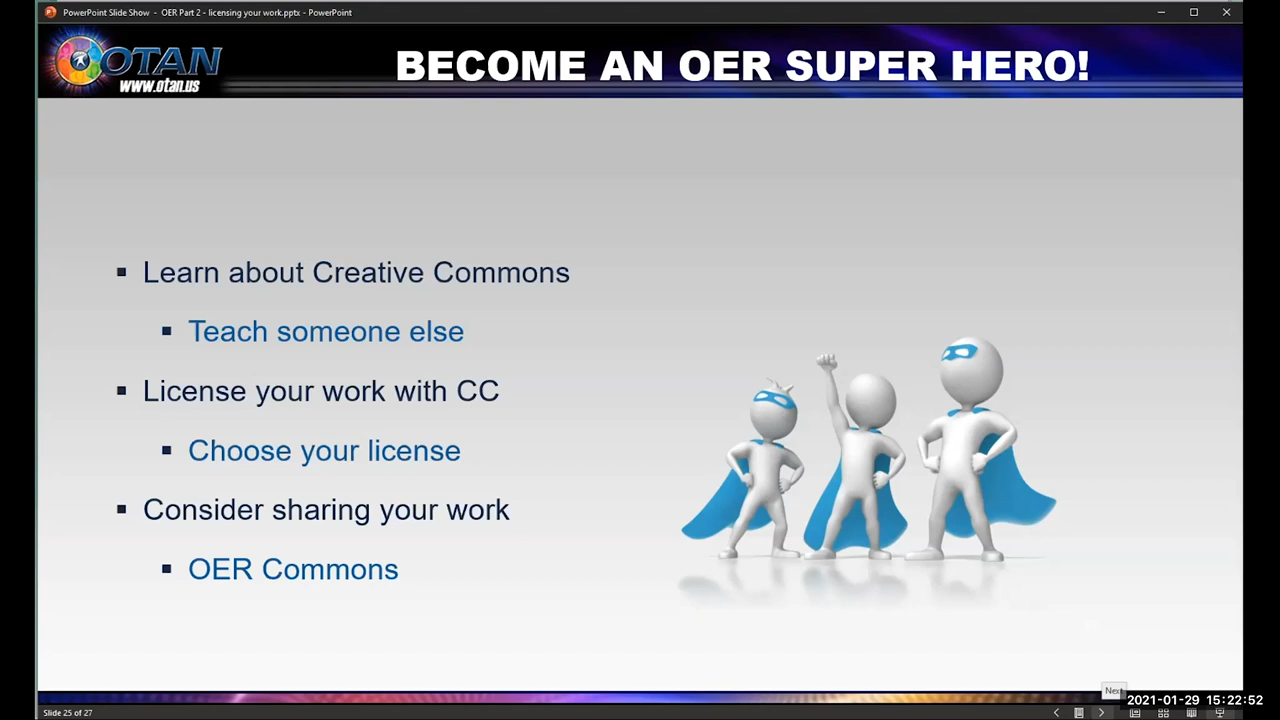 PowerPoint Slide Show - OER Part 2 - licensing your work.pptx - PowerPoint
OTAN
www.otan.us
BECOME AN OER SUPER HERO!
▪ Learn about Creative Commons
▪ Teach someone else
▪ License your work with CC
▪ Choose your license
▪ Consider sharing your work
▪ OER Commons
Next
2021-01-29 15:22:52
Slide 25 of 27